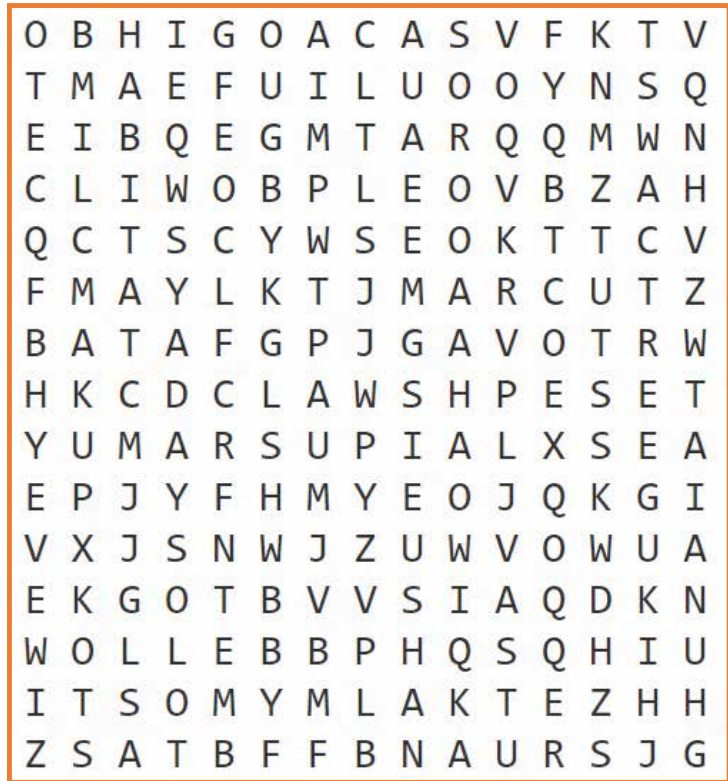 O B H I G O A C A S V F K T V
T M A E F U I L U O O Y N S Q
E I B Q E G M T A R Q Q M W N
C L I W O B P L E O V B Z A H
Q C T S C Y W S E O K T T C V
F M A Y L K T J M A R C U T Z
B A T A F G P J G A V O T R W
H K C D C L A W S H P E S E T
Y U M A R S U P I A L X S E A
E P J Y F H M Y E O J Q K G I
V X J S N W J Z U W V O W U A
E K G O T B V V S I A Q D K N
W O L L E B B P H Q S Q H I U
I T S O M Y M L A K T E Z H H
Z S A T B F F B N A U R S J G